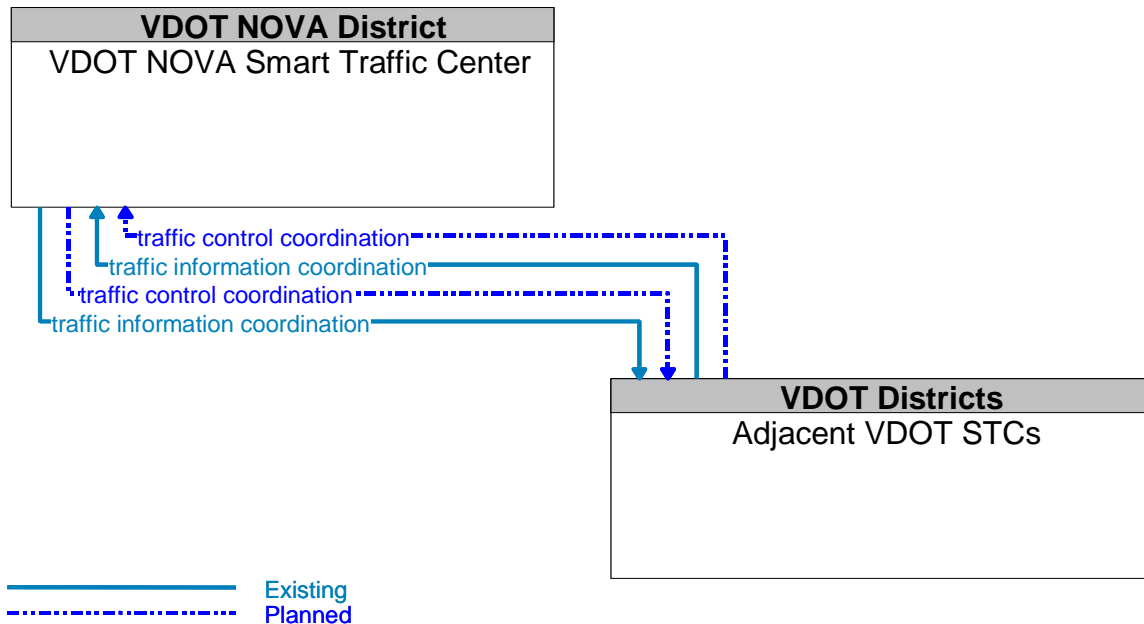 VDOT NOVA District
VDOT NOVA Smart Traffic Center
traffic control coordination
traffic information coordination
traffic control coordination
traffic information coordination
VDOT Districts
Adjacent VDOT STCs
Existing
Planned